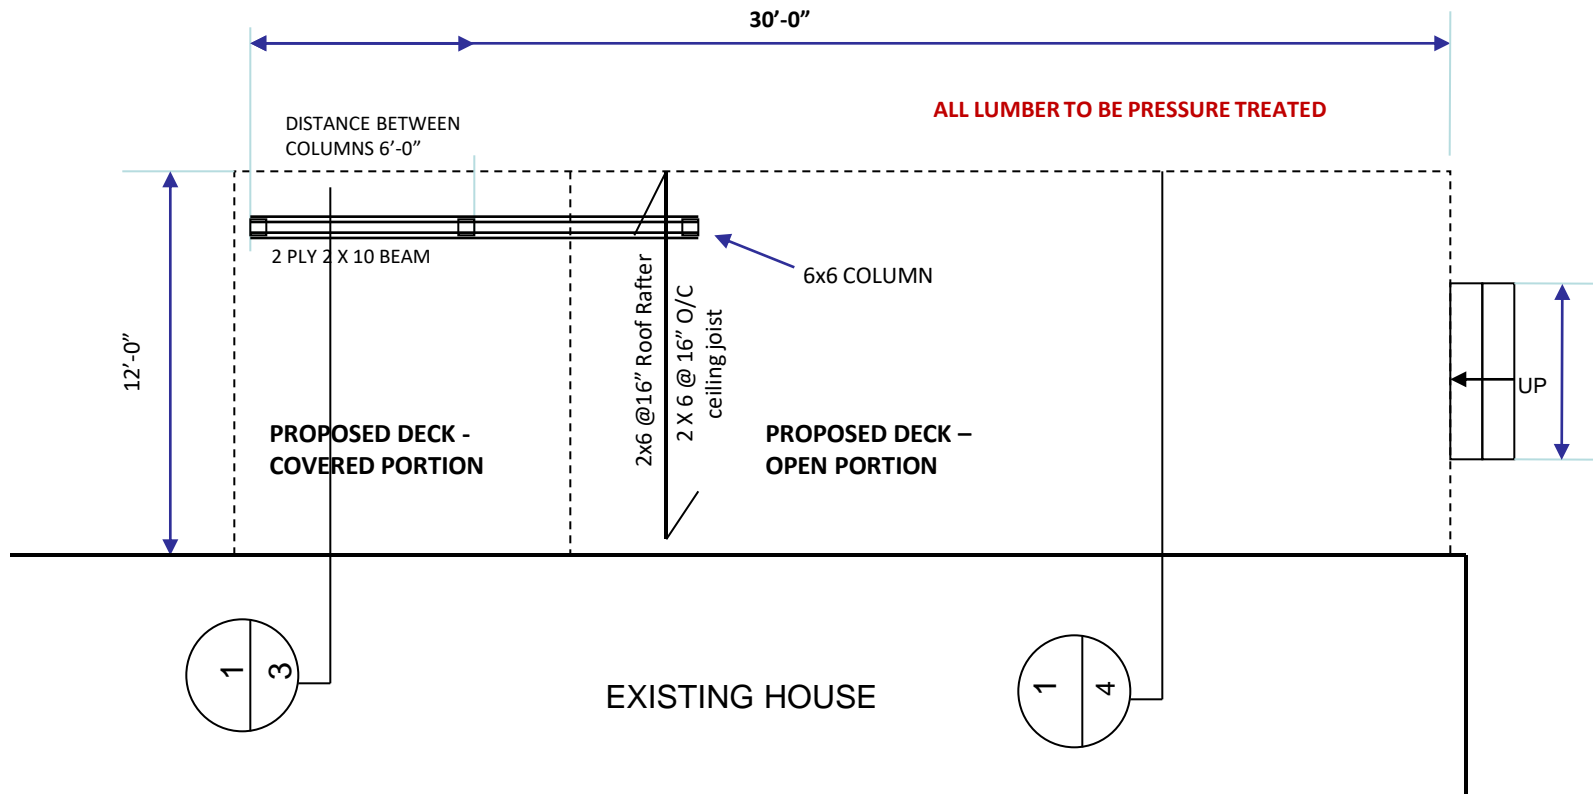 30’-0”
ALL LUMBER TO BE PRESSURE TREATED
DISTANCE BETWEEN
COLUMNS 6’-0”
2 PLY 2 X 10 BEAM
6x6 COLUMN
12’-0”
2x6 @16” Roof Rafter
2 X 6 @ 16” O/C
ceiling joist
UP
PROPOSED DECK -
COVERED PORTION
PROPOSED DECK –
OPEN PORTION
1
3
EXISTING HOUSE
1
4